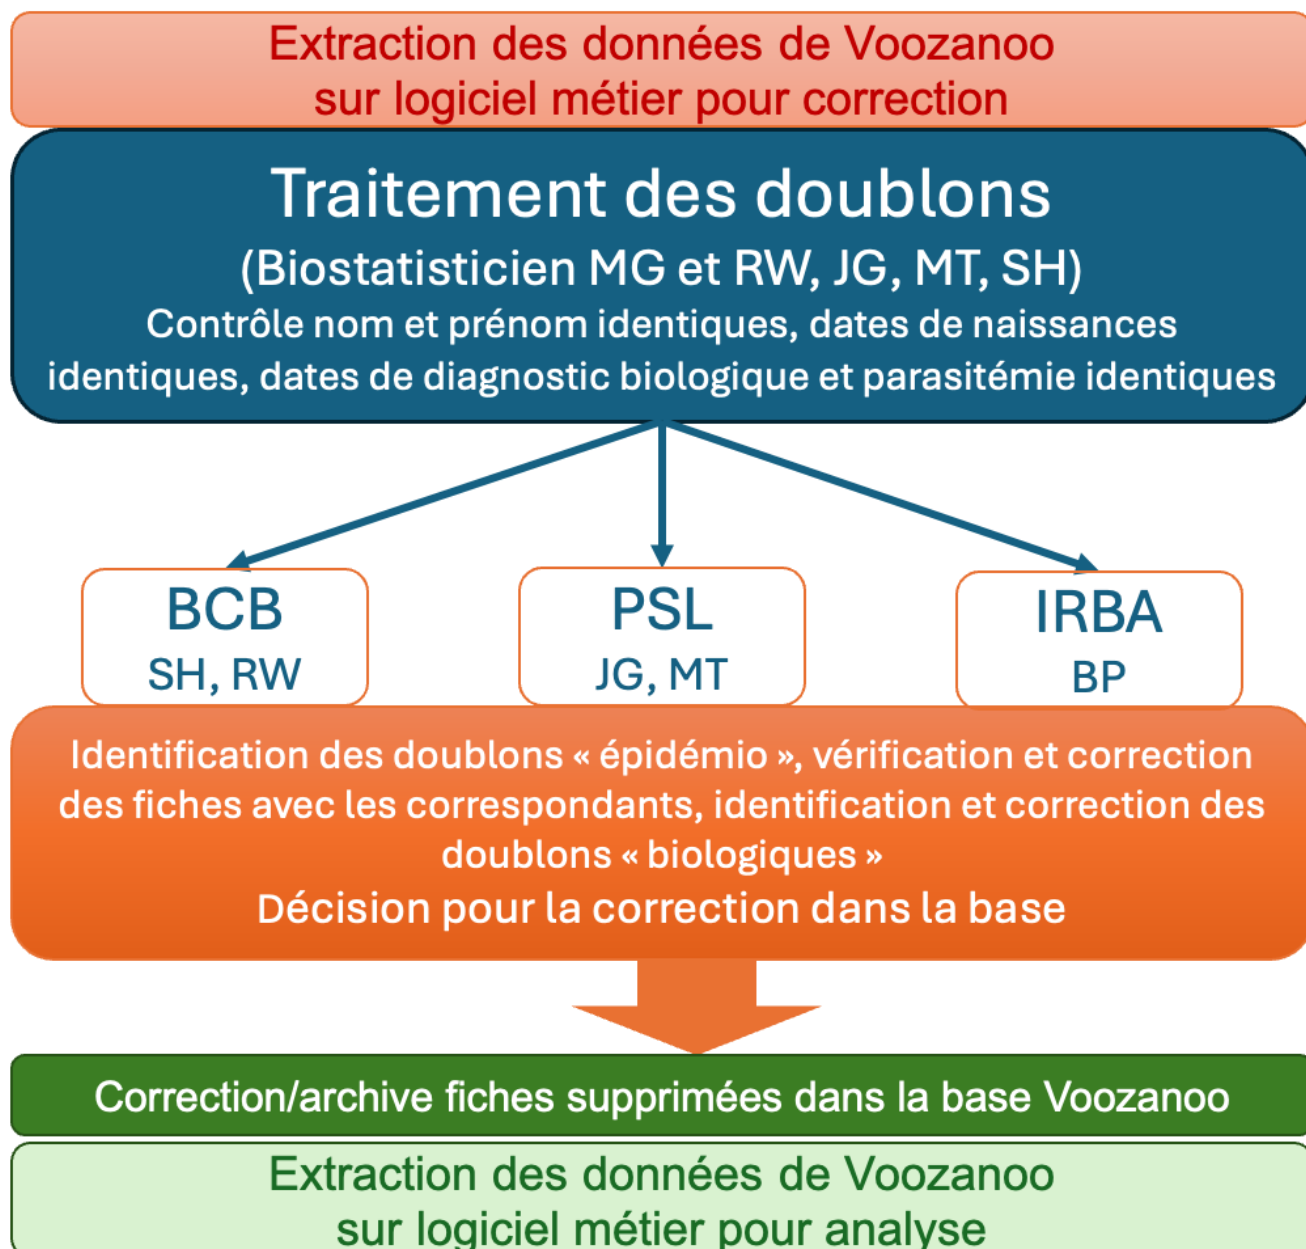 Extraction des données de Voozanoo
sur logiciel métier pour correction
Traitement des doublons
(Biostatisticien MG et RW, JG, MT, SH)
Contrôle nom et prénom identiques, dates de naissances
identiques, dates de diagnostic biologique et parasitémie identiques
BCB
SH, RW
PSL
JG, MT
IRBA
BP
Identification des doublons « épidémio », vérification et correction
des fiches avec les correspondants, identification et correction des
doublons « biologiques »
Décision pour la correction dans la base
Correction/archive fiches supprimées dans la base Voozanoo
Extraction des données de Voozanoo
sur logiciel métier pour analyse